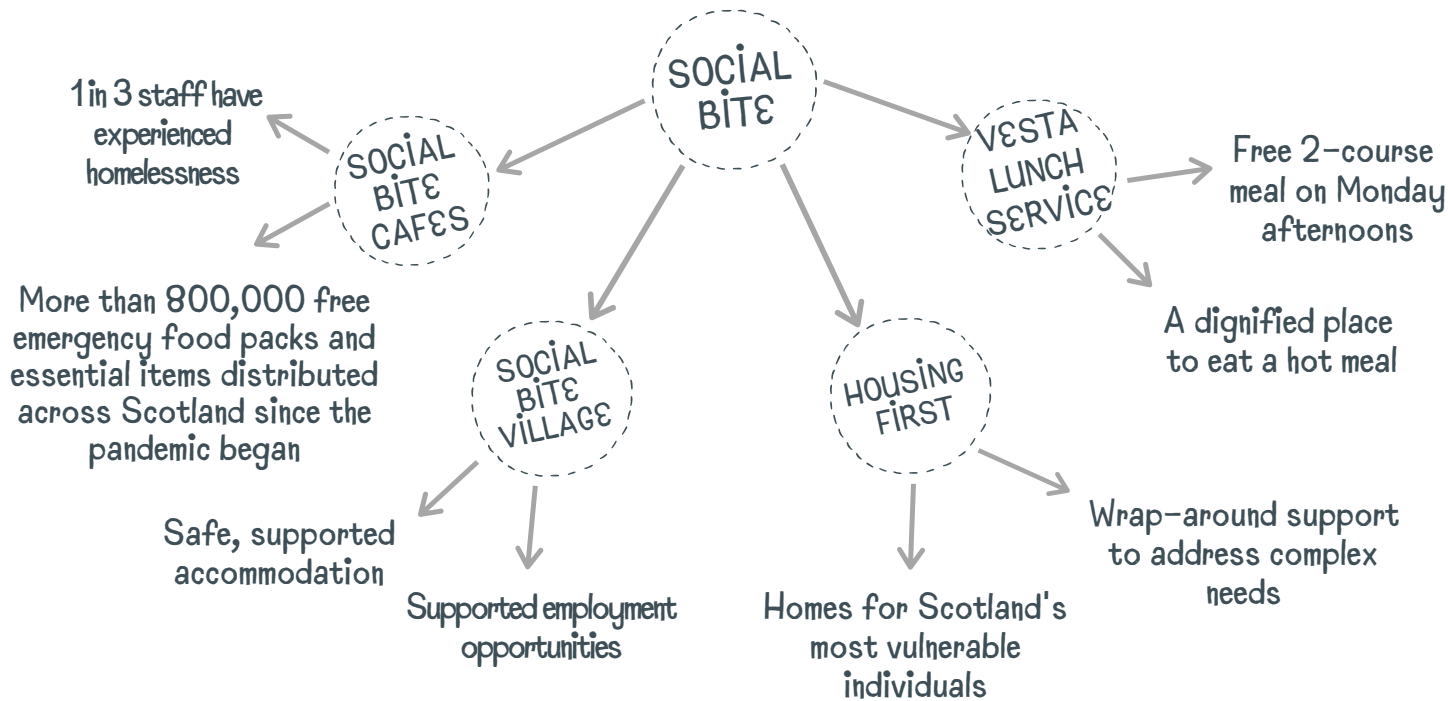 SOCIAL
BITE
1 in 3 staff have
experienced
homelessness
SOCIAL
BITE
CAFES
More than 800,000 free
emergency food packs and
essential items distributed
across Scotland since the
pandemic began
SOCIAL
BITE
VILLAGE
Safe, supported
accommodation
Supported employment
opportunities
HOUSING
FIRST
Homes for Scotland's
most vulnerable
individuals
Wrap-around support
to address complex
needs
VESTA
LUNCH
SERVICE
Free 2-course
meal on Monday
afternoons
A dignified place
to eat a hot meal